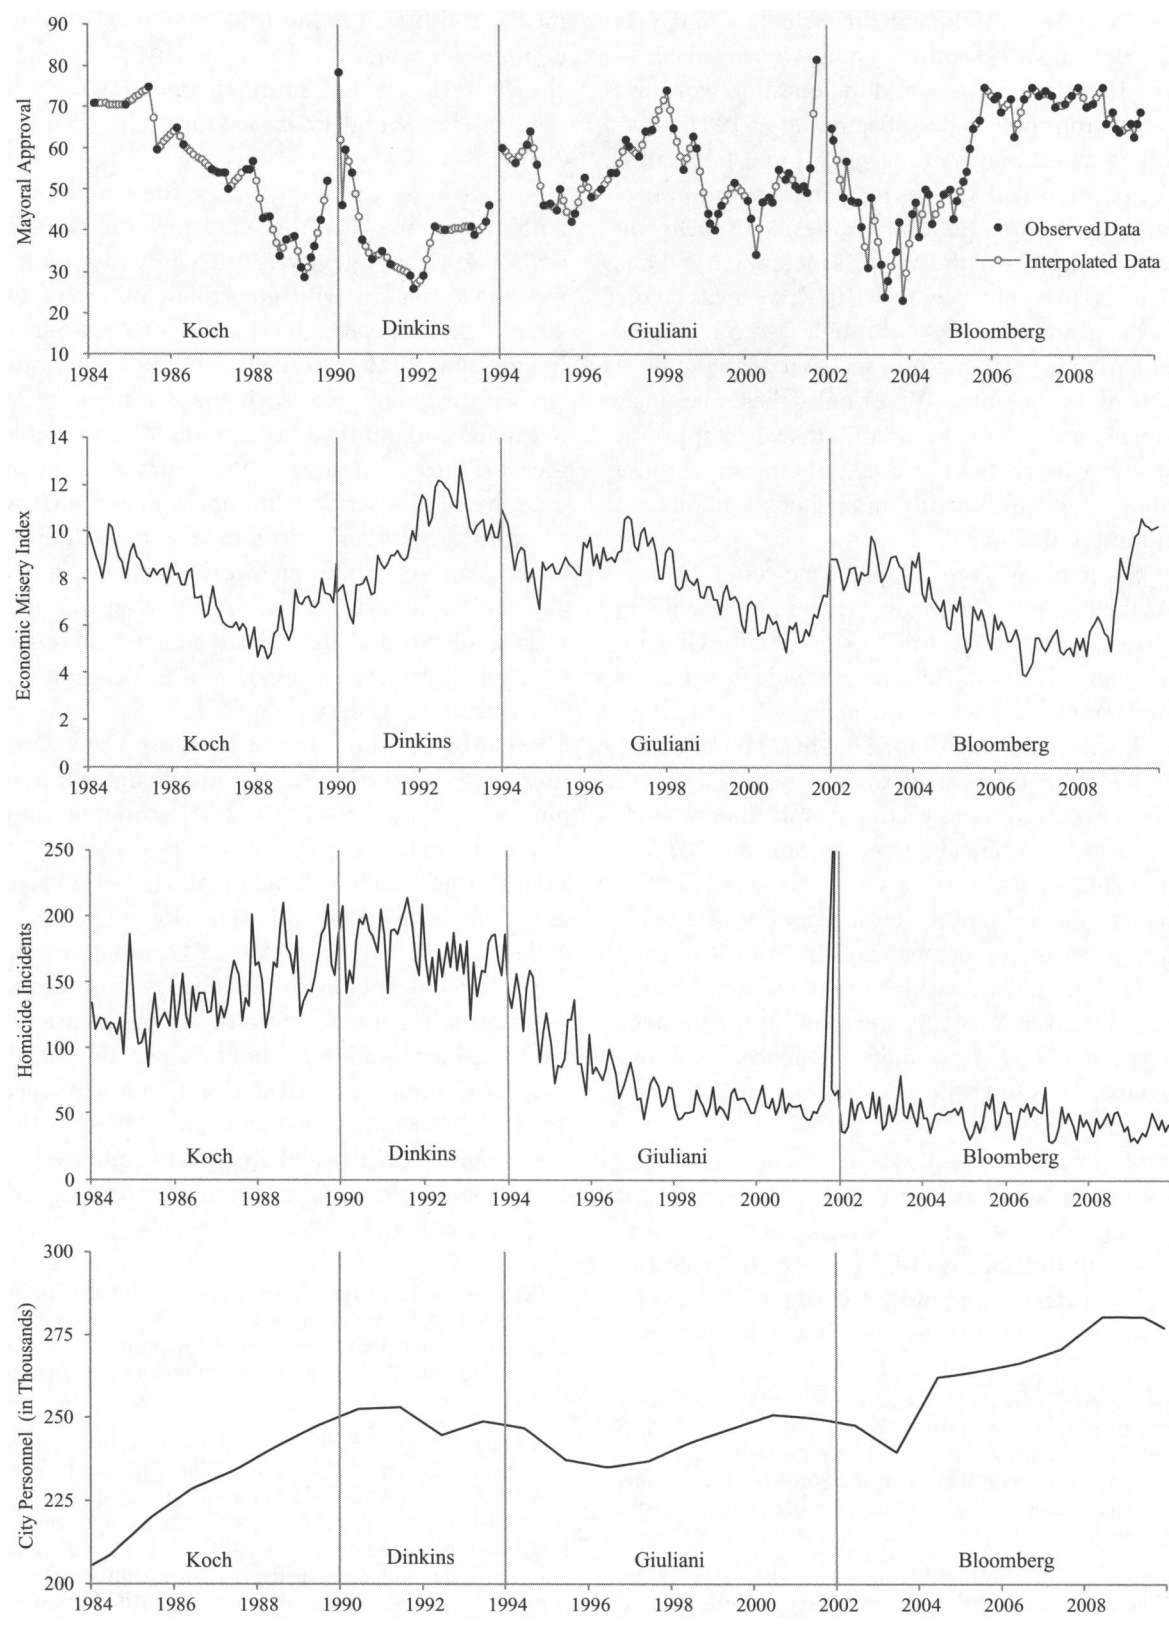 Mayoral Approval
90
80
70
60
50
40
30
20
10
Observed Data
Interpolated Data
Koch Dinkins Giuliani Bloomberg
1984 1986 1988 1990 1992 1994 1996 1998 2000 2002 2004 2006 2008
Economic Misery Index
14
12
10
8
6
4
2
0
Koch Dinkins Giuliani Bloomberg
1984 1986 1988 1990 1992 1994 1996 1998 2000 2002 2004 2006 2008
Homicide Incidents
250
200
150
100
50
0
Koch Dinkins Giuliani Bloomberg
1984 1986 1988 1990 1992 1994 1996 1998 2000 2002 2004 2006 2008
City Personnel (in Thousands)
300
275
250
225
200
Koch Dinkins Giuliani Bloomberg
1984 1986 1988 1990 1992 1994 1996 1998 2000 2002 2004 2006 2008